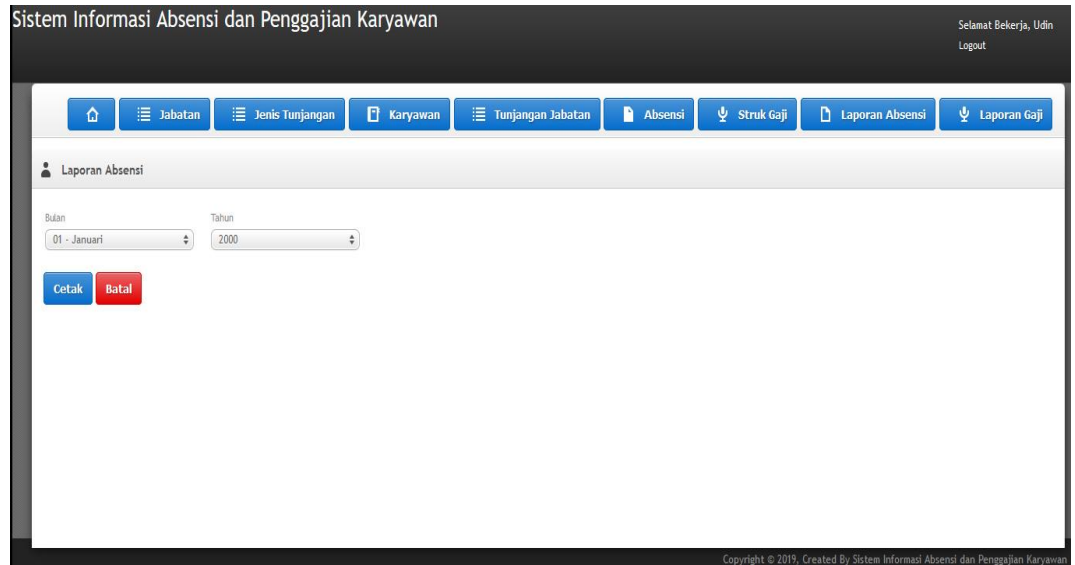 Sistem Informasi Absensi dan Penggajian Karyawan
Selamat Bekerja, Udin
Logout
Jabatan Jenis Tunjangan Karyawan Tunjangan Jabatan Absensi Struk Gaji Laporan Absensi Laporan Gaji
Laporan Absensi
Bulan Tahun
01 - Januari 2000
Cetak Batal
Copyright © 2019, Created By Sistem Informasi Absensi dan Penggajian Karyawan